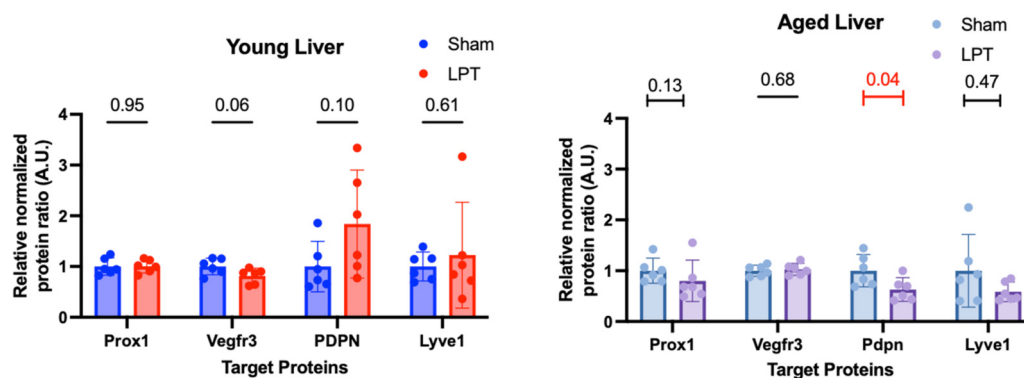 Young Liver
Sham
LPT
0.95 0.06 0.10 0.61
4
3
2
1
0
Relative normalized
protein ratio (A.U.)
Prox1 Vegfr3 PDPN Lyve1
Target Proteins
Aged Liver
Sham
LPT
0.13 0.68 0.04 0.47
4
3
2
1
0
Relative normalized
protein ratio (A.U.)
Prox1 Vegfr3 Pdpn Lyve1
Target Proteins